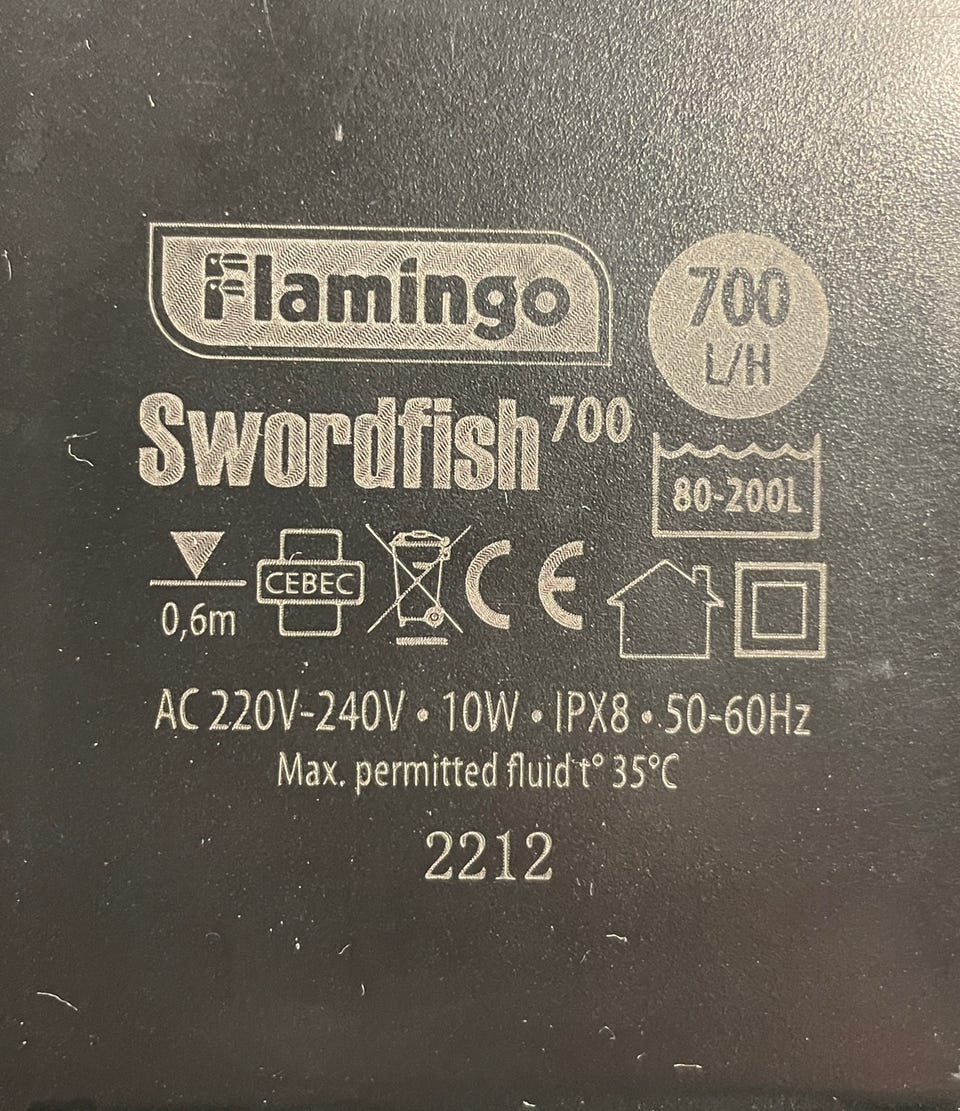 Flamingo
700
L/H
Swordfish 700
80-200L
0,6m
CEBEC
CE
AC 220V-240V • 10W • IPX8 • 50-60Hz
Max. permitted fluid t° 35°C
2212